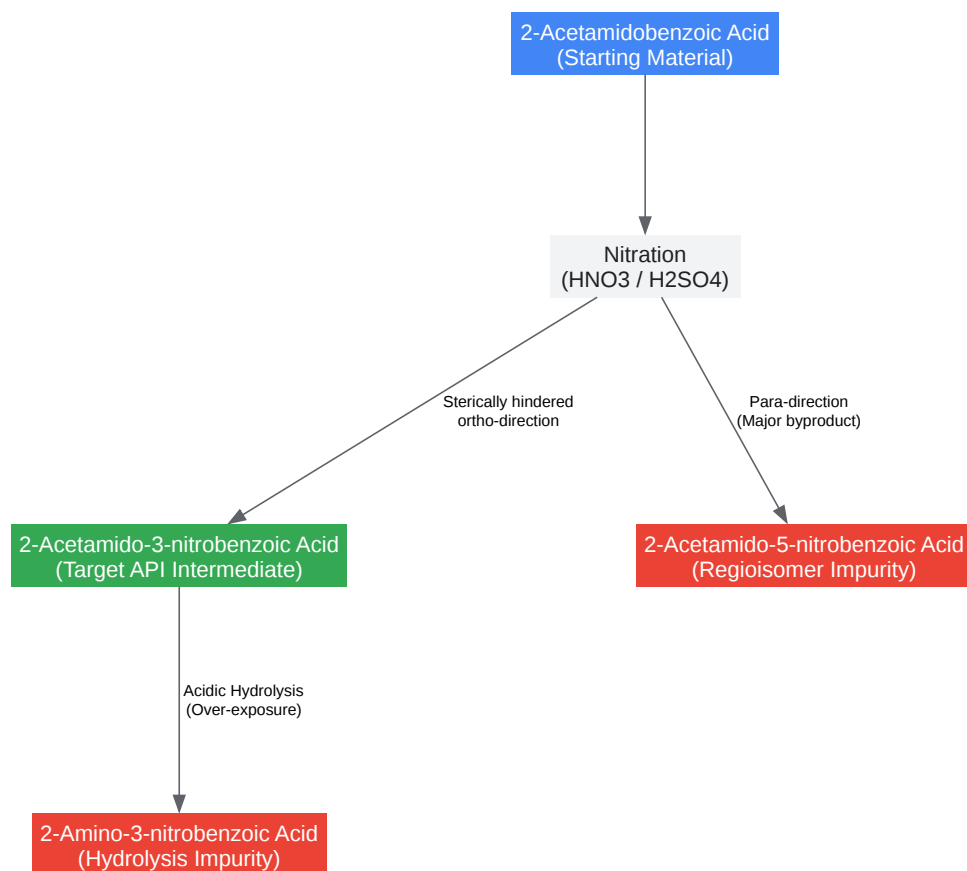 2-Acetamidobenzoic Acid
(Starting Material)
Nitration
(HNO3 / H2SO4)
Sterically hindered
ortho-direction
Para-direction
(Major byproduct)
2-Acetamido-3-nitrobenzoic Acid
(Target API Intermediate)
2-Acetamido-5-nitrobenzoic Acid
(Regioisomer Impurity)
Acidic Hydrolysis
(Over-exposure)
2-Amino-3-nitrobenzoic Acid
(Hydrolysis Impurity)